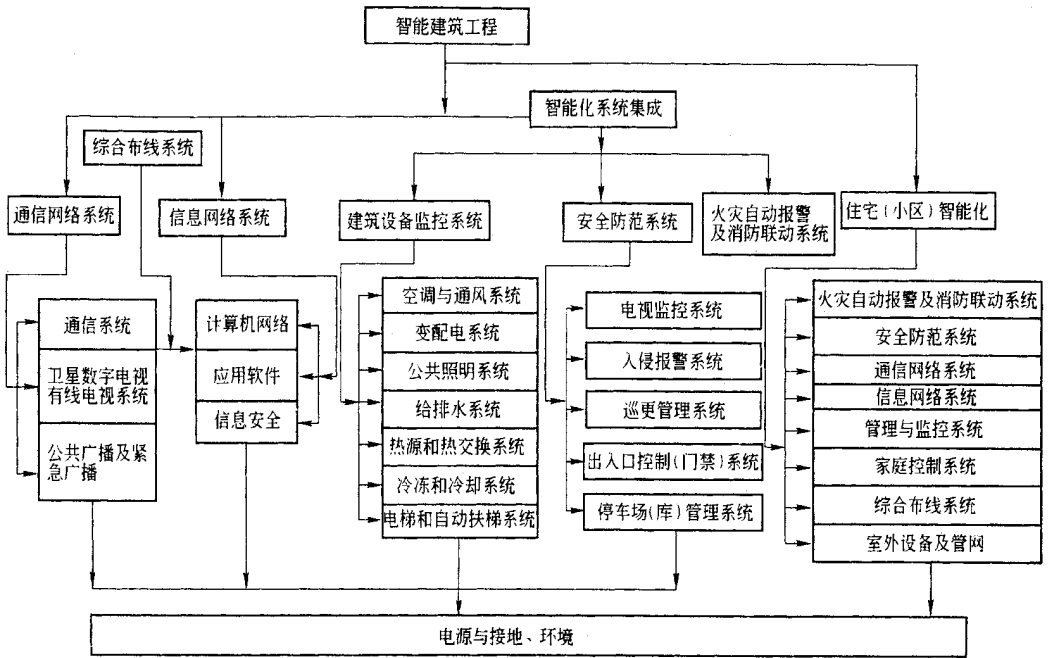 智能建筑工程
智能化系统集成
综合布线系统
通信网络系统
信息网络系统
建筑设备监控系统
安全防范系统
火灾自动报警
及消防联动系统
住宅(小区)智能化
通信系统
卫星数字电视
有线电视系统
公共广播及紧
急广播
计算机网络
应用软件
信息安全
空调与通风系统
变配电系统
公共照明系统
给排水系统
热源和热交换系统
冷冻和冷却系统
电梯和自动扶梯系统
电视监控系统
入侵报警系统
巡更管理系统
出入口控制(门禁)系统
停车场(库)管理系统
火灾自动报警及消防联动系统
安全防范系统
通信网络系统
信息网络系统
管理与监控系统
家庭控制系统
综合布线系统
室外设备及管网
电源与接地、环境